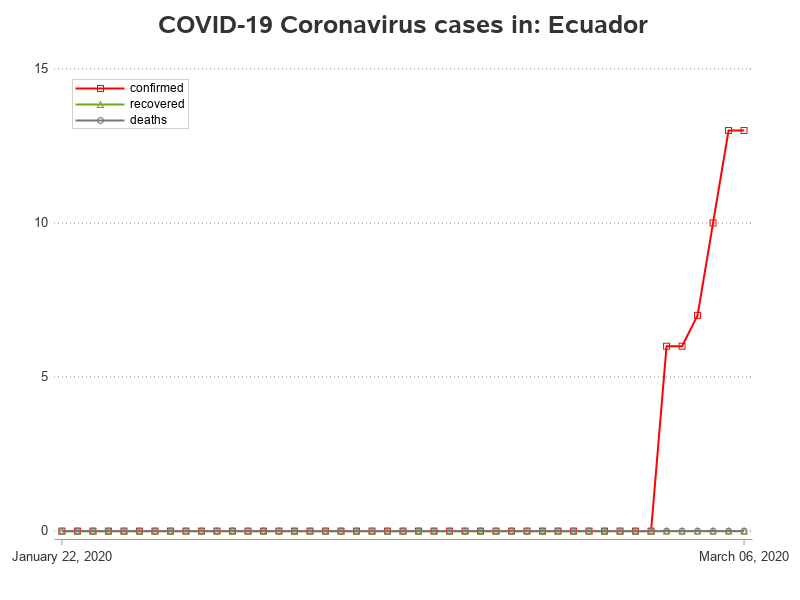 COVID-19 Coronavirus cases in: Ecuador
15
confirmed
recovered
deaths
10
5
0
January 22, 2020
March 06, 2020